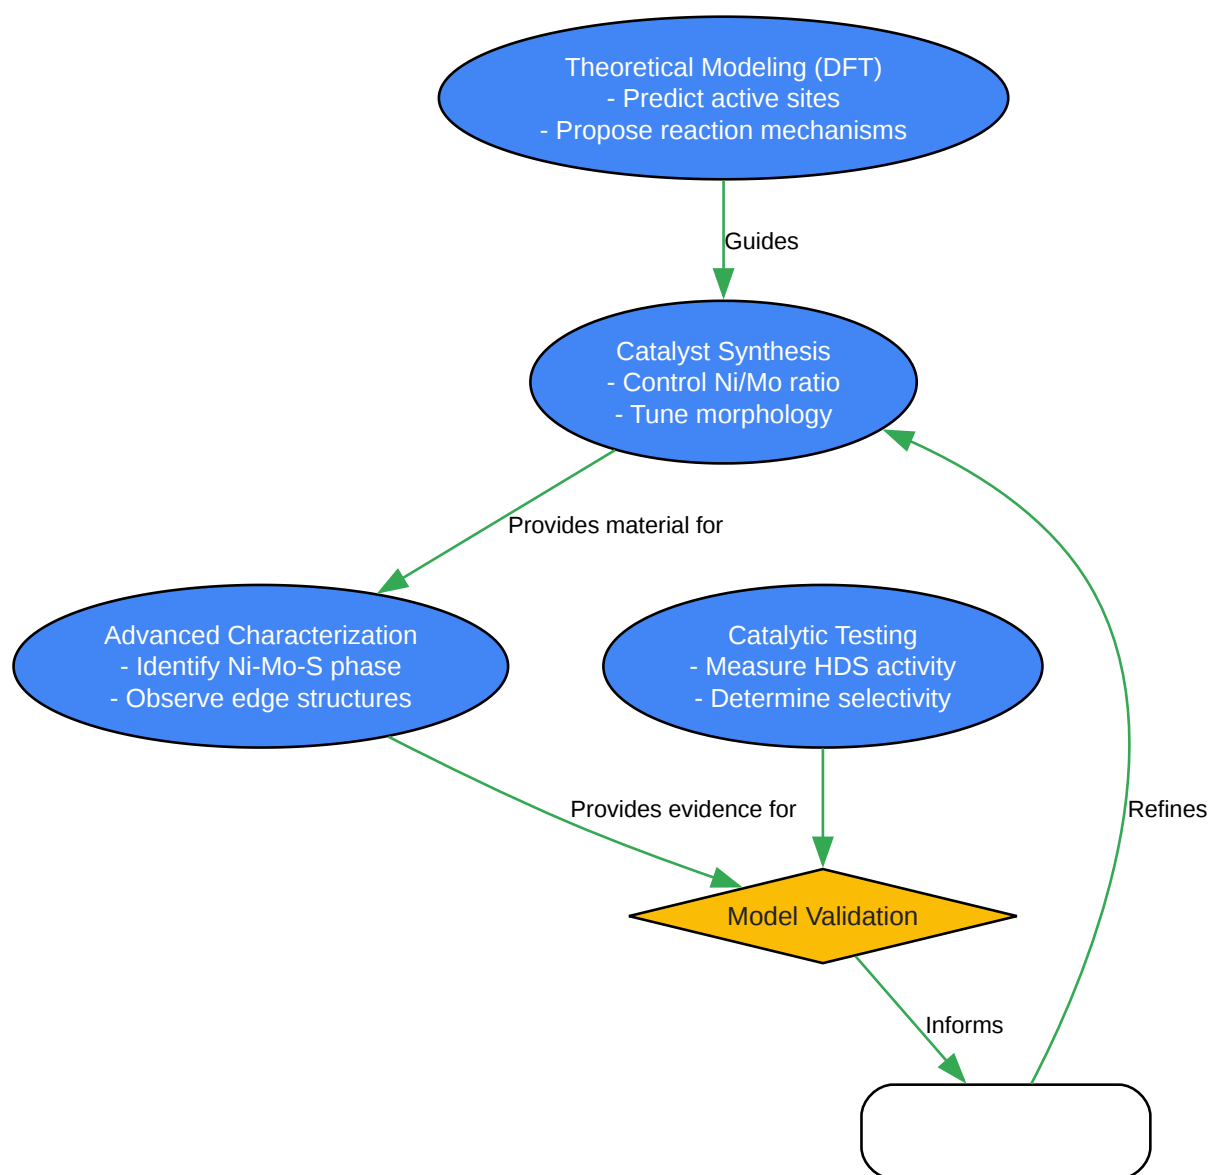 Theoretical Modeling (DFT)
- Predict active sites
- Propose reaction mechanisms
Guides
Catalyst Synthesis
- Control Ni/Mo ratio
- Tune morphology
Provides material for
Advanced Characterization
- Identify Ni-Mo-S phase
- Observe edge structures
Catalytic Testing
- Measure HDS activity
- Determine selectivity
Provides evidence for
Refines
Model Validation
Informs